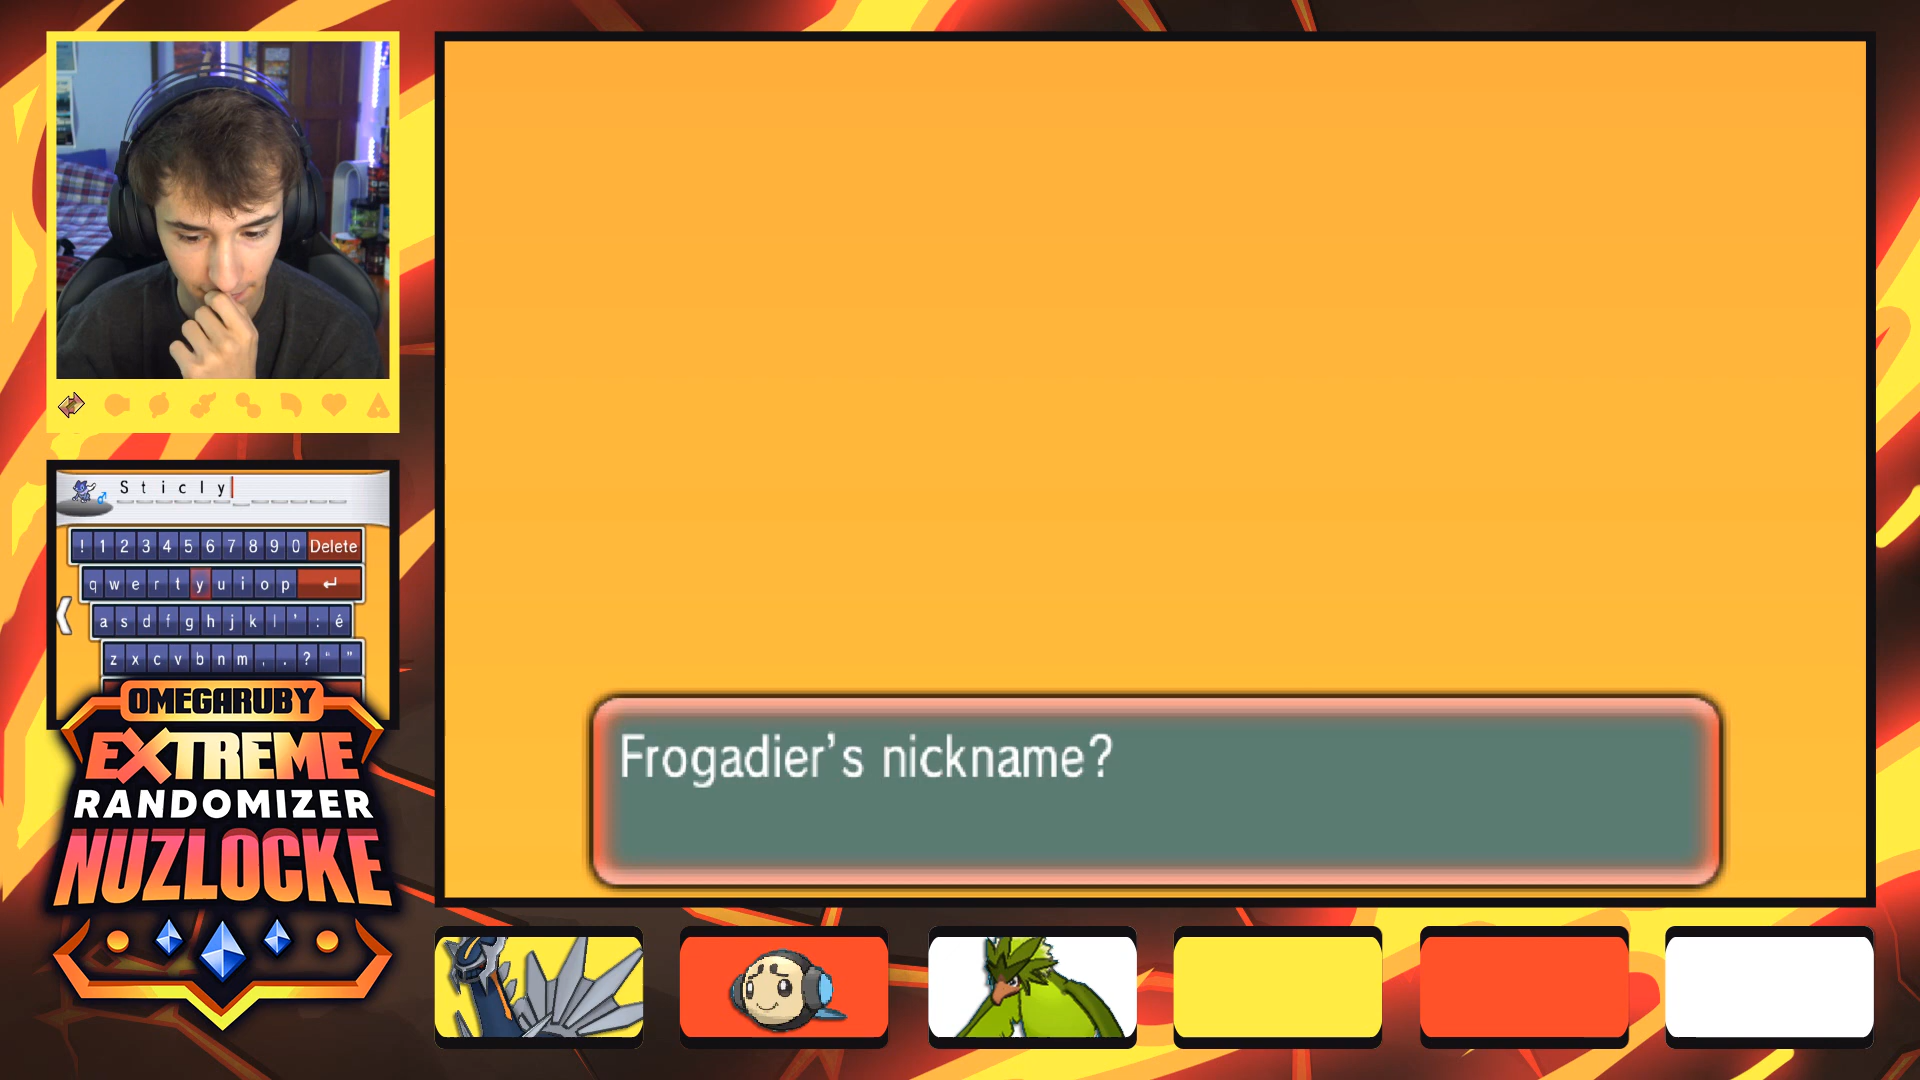 Sticly
! 1 2 3 4 5 6 7 8 9 0 Delete
q w e r t y u i o p ↵
a s d f g h j k l ' : é
z x c v b n m , . ? “ ”
OMEGARUBY
EXTREME
RANDOMIZER
NUZLOCKE
Frogadier's nickname?